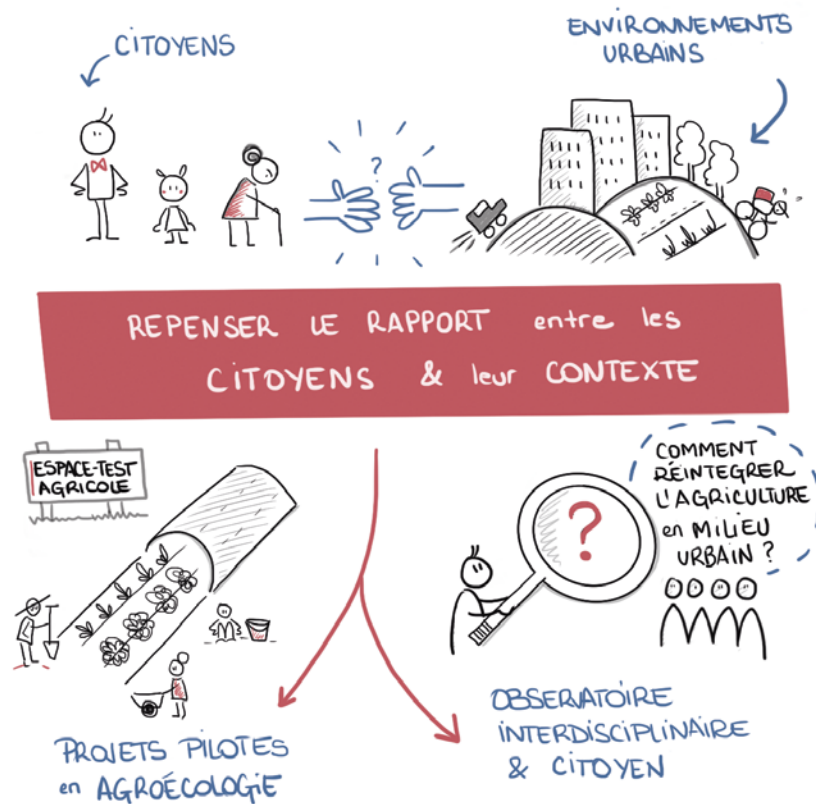 CITOYENS
ENVIRONNEMENTS
URBAINS
?
REPENSER LE RAPPORT entre les
CITOYENS & leur CONTEXTE
ESPACE-TEST
AGRICOLE
?
COMMENT
RÉINTEGRER
L'AGRICULTURE
en MILIEU
URBAIN ?
PROJETS PILOTES
en AGROÉCOLOGIE
OBSERVATOIRE
INTERDISCIPLINAIRE
& CITOYEN